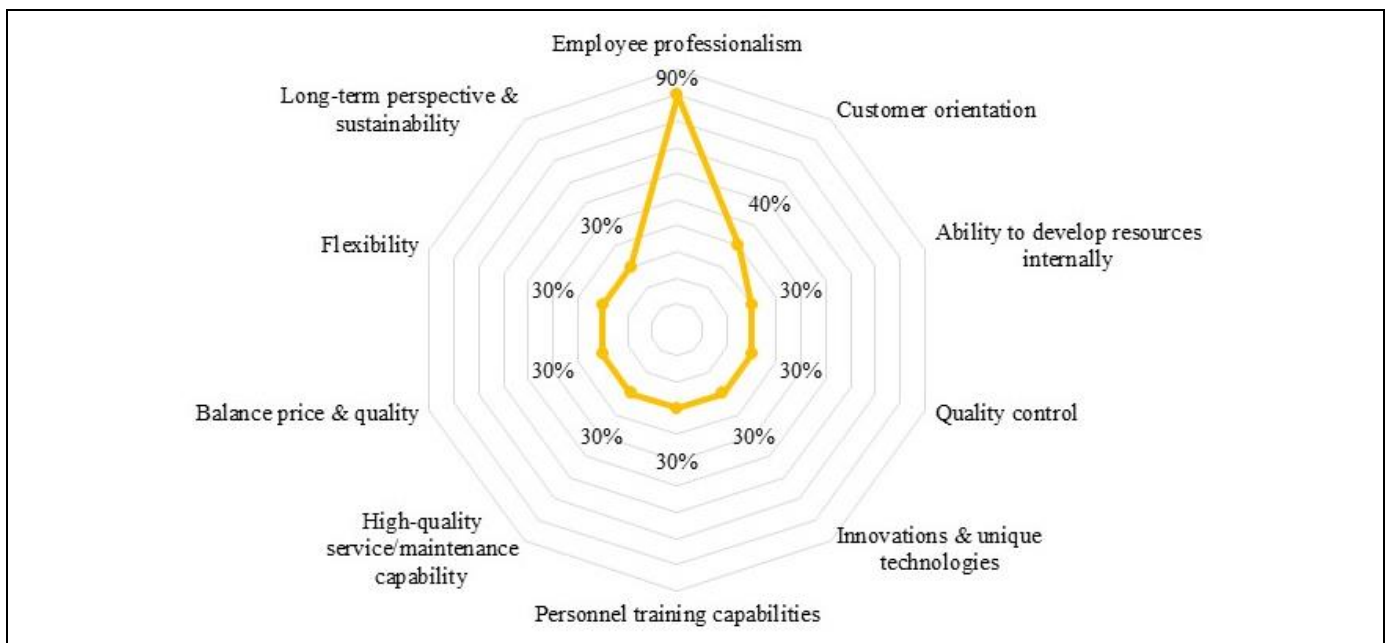 Employee professionalism
90%
Long-term perspective &
sustainability
Customer orientation
40%
30%
Flexibility
Ability to develop resources
internally
30%
30%
30%
30%
Balance price & quality
Quality control
30%
30%
30%
High-quality
service/maintenance
capability
Innovations & unique
technologies
Personnel training capabilities